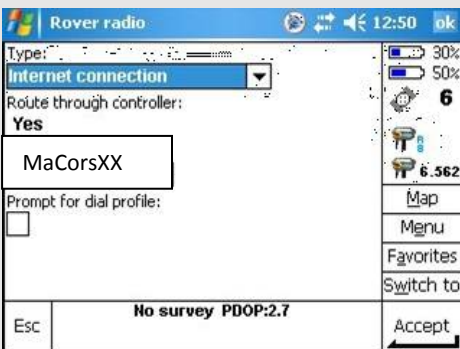 Rover radio 12:50 ok
Type:
Internet connection
Route through controller:
Yes
MaCorsXX
Prompt for dial profile:
30%
50%
6
6.562
Map
Menu
Favorites
Switch to
Esc
No survey PDOP:2.7
Accept